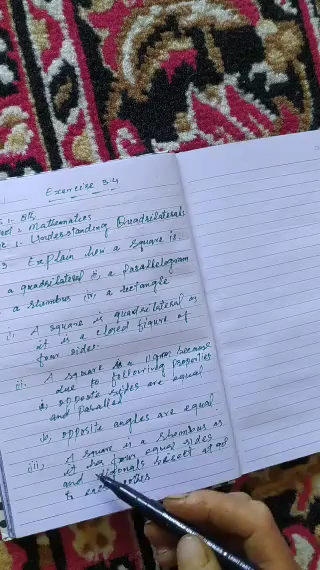 Exercise 3.4
: 8th
: Mathematics
: Understanding Quadrilaterals
3 Explain how a square is
a quadrilateral a parallelogram
a rhombus (iv) a rectangle
(i) A square is quadrilateral as
it is a closed figure of
four sides.
(ii) A square is a llgm because
due to following properties
opposite sides are equal
and parallel
(b) opposite angles are equal.
(iii) A square is a rhombus as
it has four equal sides
and diagonals bisect at 90
to each other